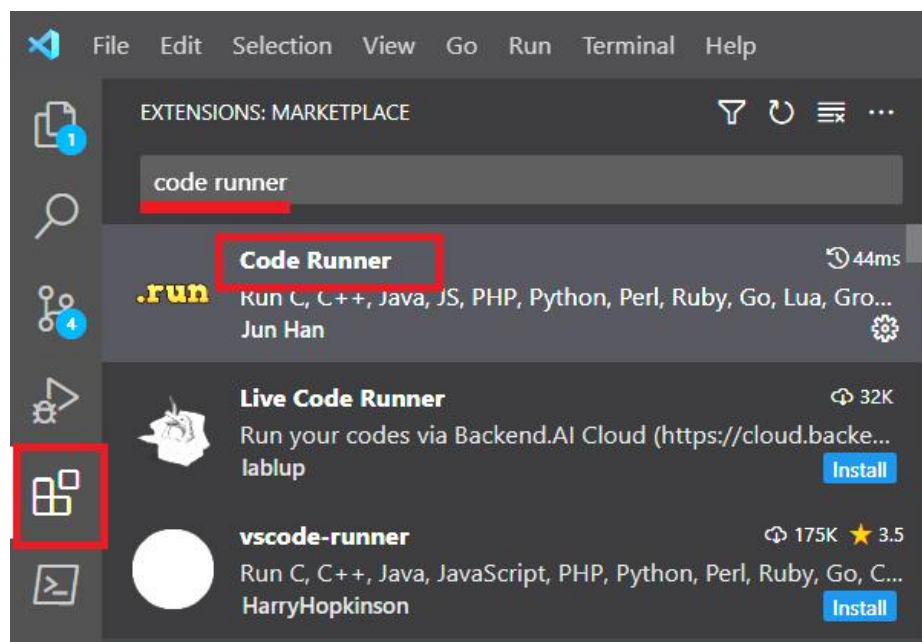 File Edit Selection View Go Run Terminal Help
EXTENSIONS: MARKETPLACE
1
code runner
Code Runner 44ms
.run
Run C, C++, Java, JS, PHP, Python, Perl, Ruby, Go, Lua, Gro...
Jun Han
4
Live Code Runner 32K
Run your codes via Backend.AI Cloud (https://cloud.backe...
lablup Install
vscode-runner 175K ★ 3.5
Run C, C++, Java, JavaScript, PHP, Python, Perl, Ruby, Go, C...
HarryHopkinson Install